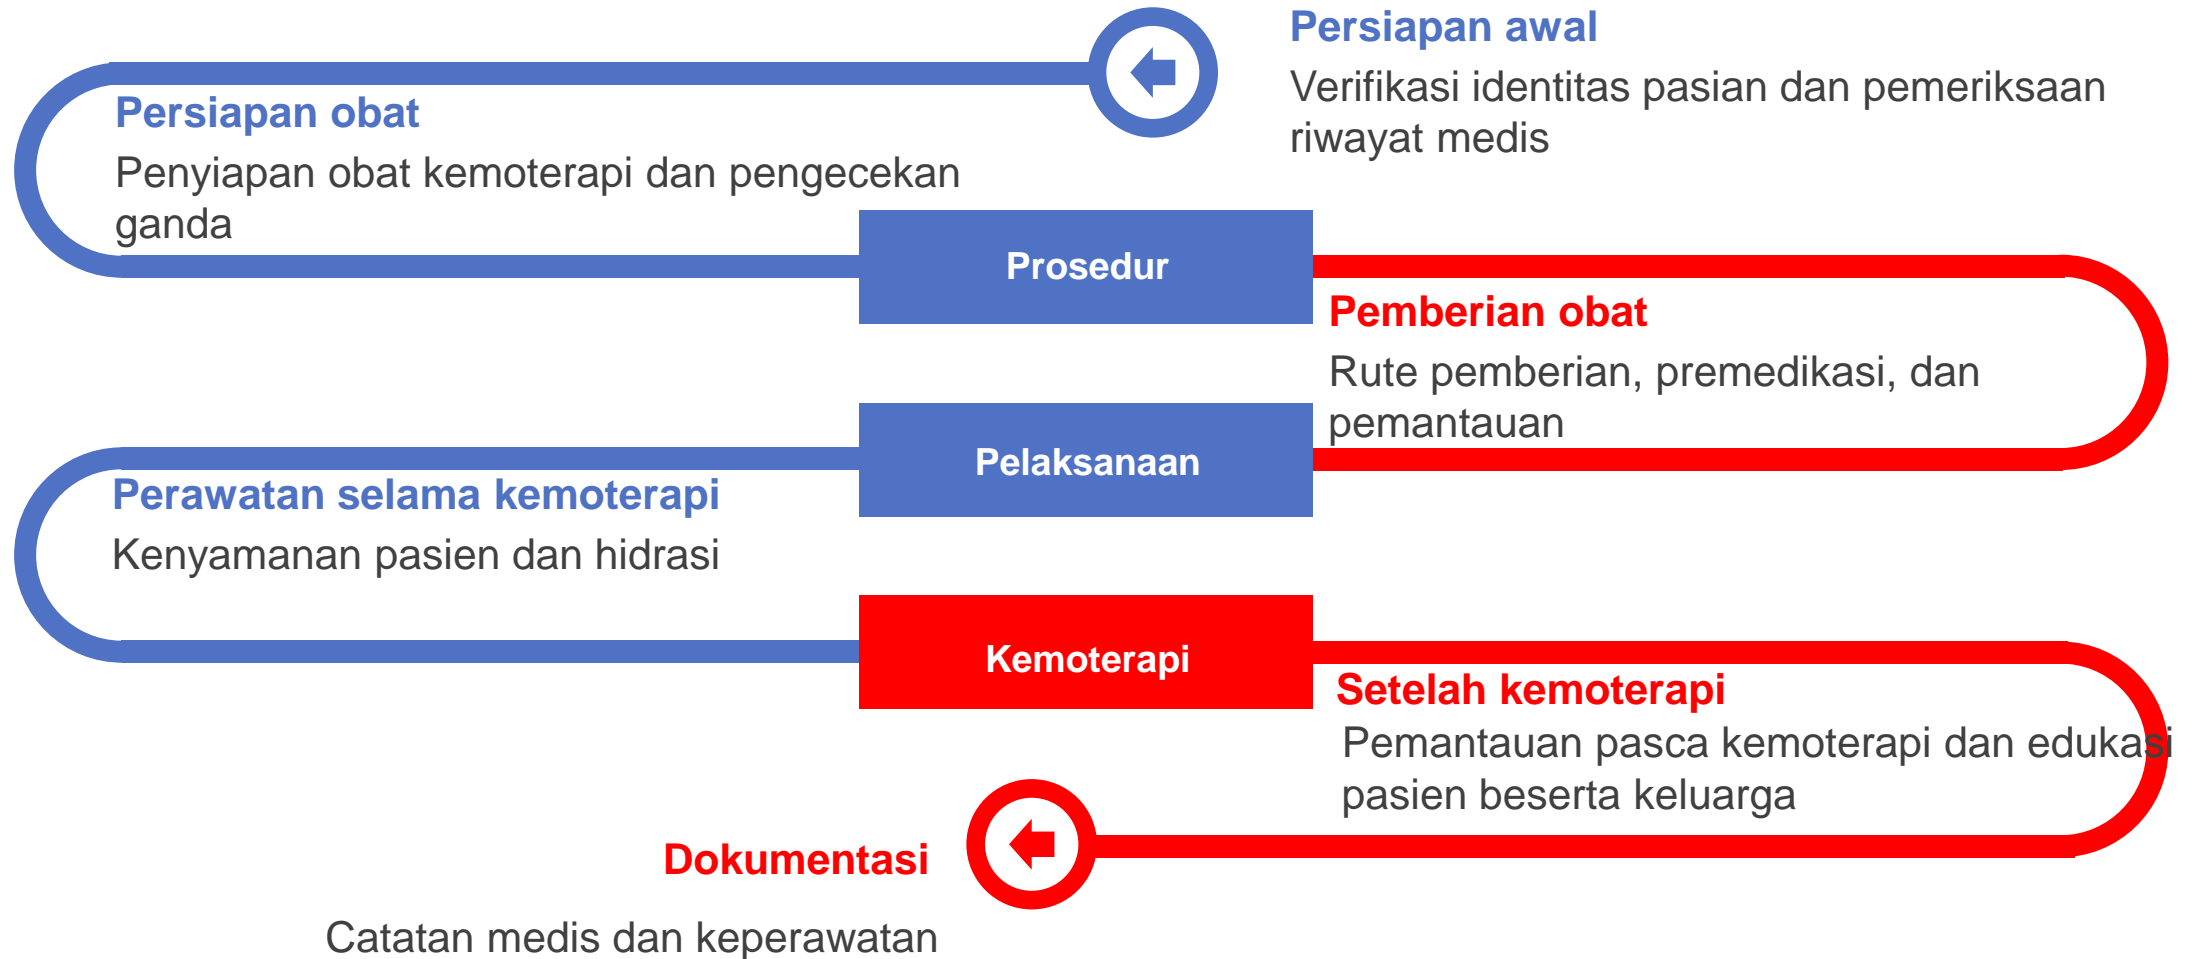 Persiapan awal
Verifikasi identitas pasian dan pemeriksaan
riwayat medis
Persiapan obat
Penyiapan obat kemoterapi dan pengecekan
ganda
Prosedur
Pemberian obat
Rute pemberian, premedikasi, dan
pemantauan
Pelaksanaan
Perawatan selama kemoterapi
Kenyamanan pasien dan hidrasi
Kemoterapi
Setelah kemoterapi
Pemantauan pasca kemoterapi dan edukasi
pasien beserta keluarga
Dokumentasi
Catatan medis dan keperawatan